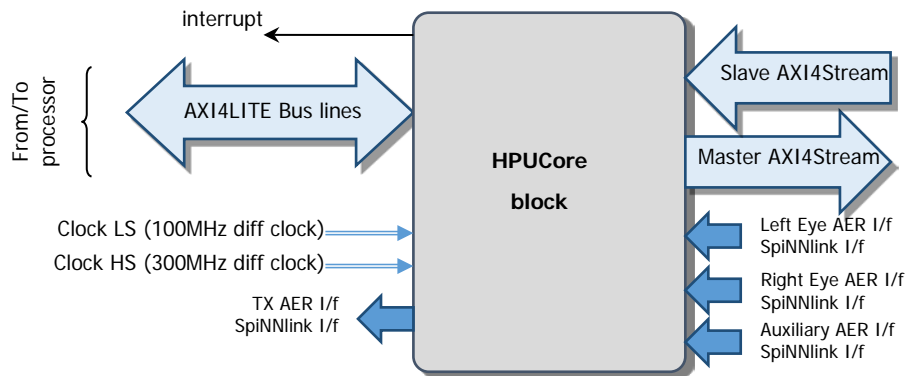 interrupt
From/To
processor
AXI4LITE Bus lines
Clock LS (100MHz diff clock)
Clock HS (300MHz diff clock)
TX AER I/f
SpiNNlink I/f
HPUCore
block
Slave AXI4Stream
Master AXI4Stream
Left Eye AER I/f
SpiNNlink I/f
Right Eye AER I/f
SpiNNlink I/f
Auxiliary AER I/f
SpiNNlink I/f